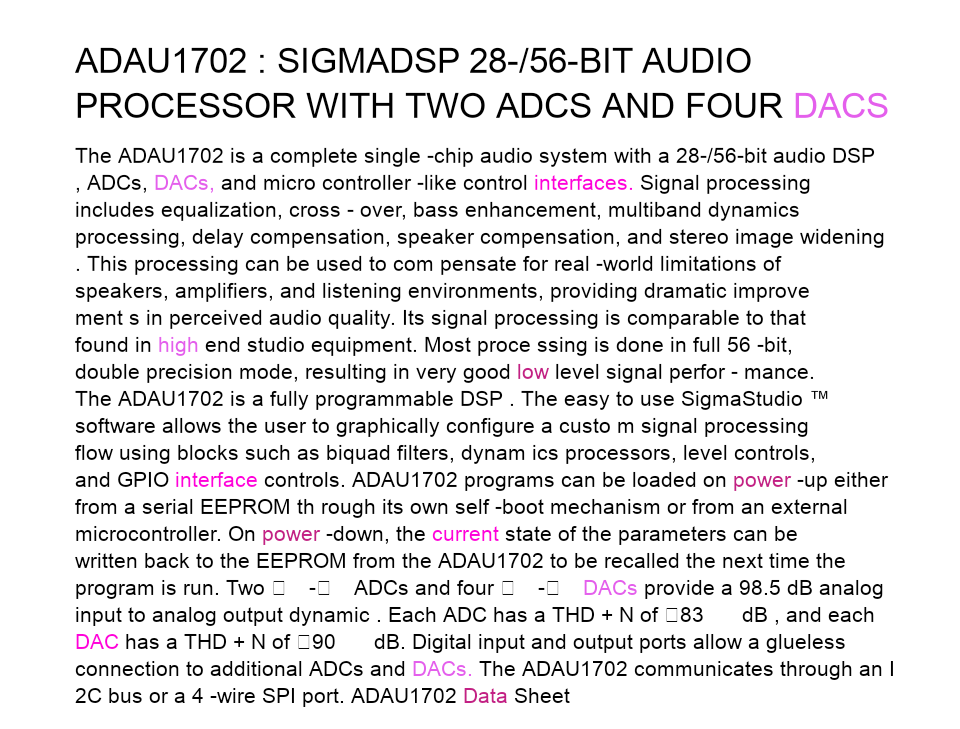 ADAU1702 : SIGMADSP 28-/56-BIT AUDIO
PROCESSOR WITH TWO ADCS AND FOUR DACS
The ADAU1702 is a complete single -chip audio system with a 28-/56-bit audio DSP
, ADCs, DACs, and micro controller -like control interfaces. Signal processing
includes equalization, cross - over, bass enhancement, multiband dynamics
processing, delay compensation, speaker compensation, and stereo image widening
. This processing can be used to com pensate for real -world limitations of
speakers, amplifiers, and listening environments, providing dramatic improve
ment s in perceived audio quality. Its signal processing is comparable to that
found in high end studio equipment. Most proce ssing is done in full 56 -bit,
double precision mode, resulting in very good low level signal perfor - mance.
The ADAU1702 is a fully programmable DSP . The easy to use SigmaStudio ™
software allows the user to graphically configure a custo m signal processing
flow using blocks such as biquad filters, dynam ics processors, level controls,
and GPIO interface controls. ADAU1702 programs can be loaded on power -up either
from a serial EEPROM th rough its own self -boot mechanism or from an external
microcontroller. On power -down, the current state of the parameters can be
written back to the EEPROM from the ADAU1702 to be recalled the next time the
program is run. Two □ -□ ADCs and four □ -□ DACs provide a 98.5 dB analog
input to analog output dynamic . Each ADC has a THD + N of □83 dB , and each
DAC has a THD + N of □90 dB. Digital input and output ports allow a glueless
connection to additional ADCs and DACs. The ADAU1702 communicates through an I
2C bus or a 4 -wire SPI port. ADAU1702 Data Sheet